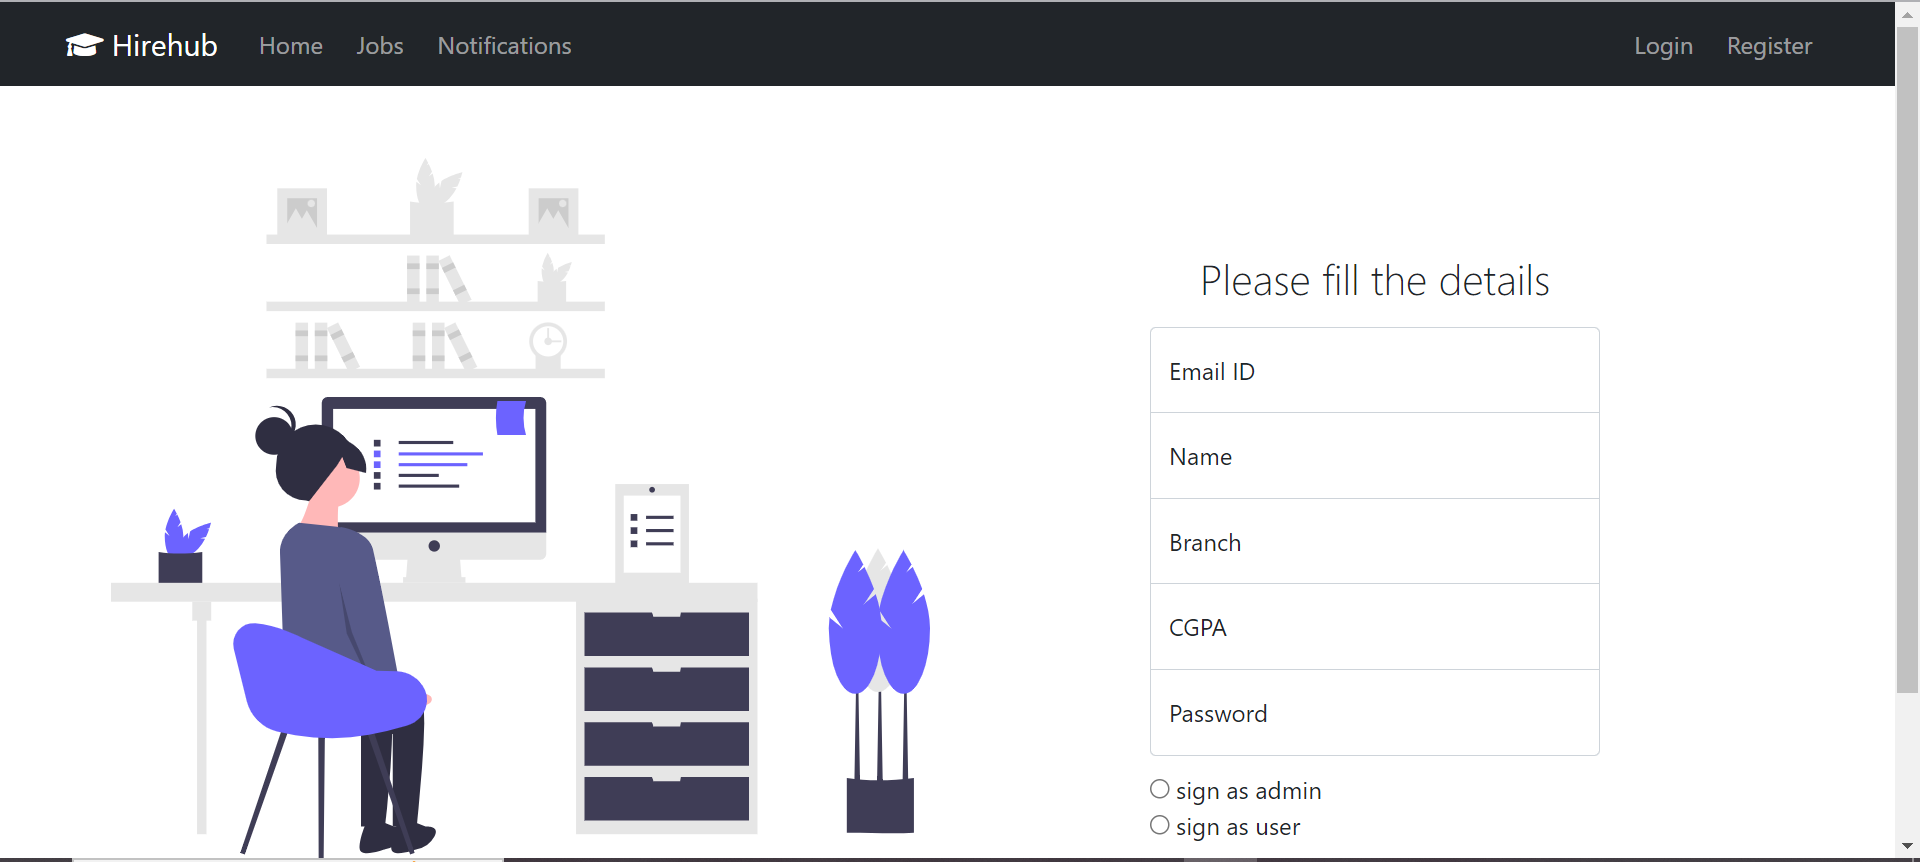 Hirehub Home Jobs Notifications Login Register
Please fill the details
Email ID
Name
Branch
CGPA
Password
sign as admin
sign as user